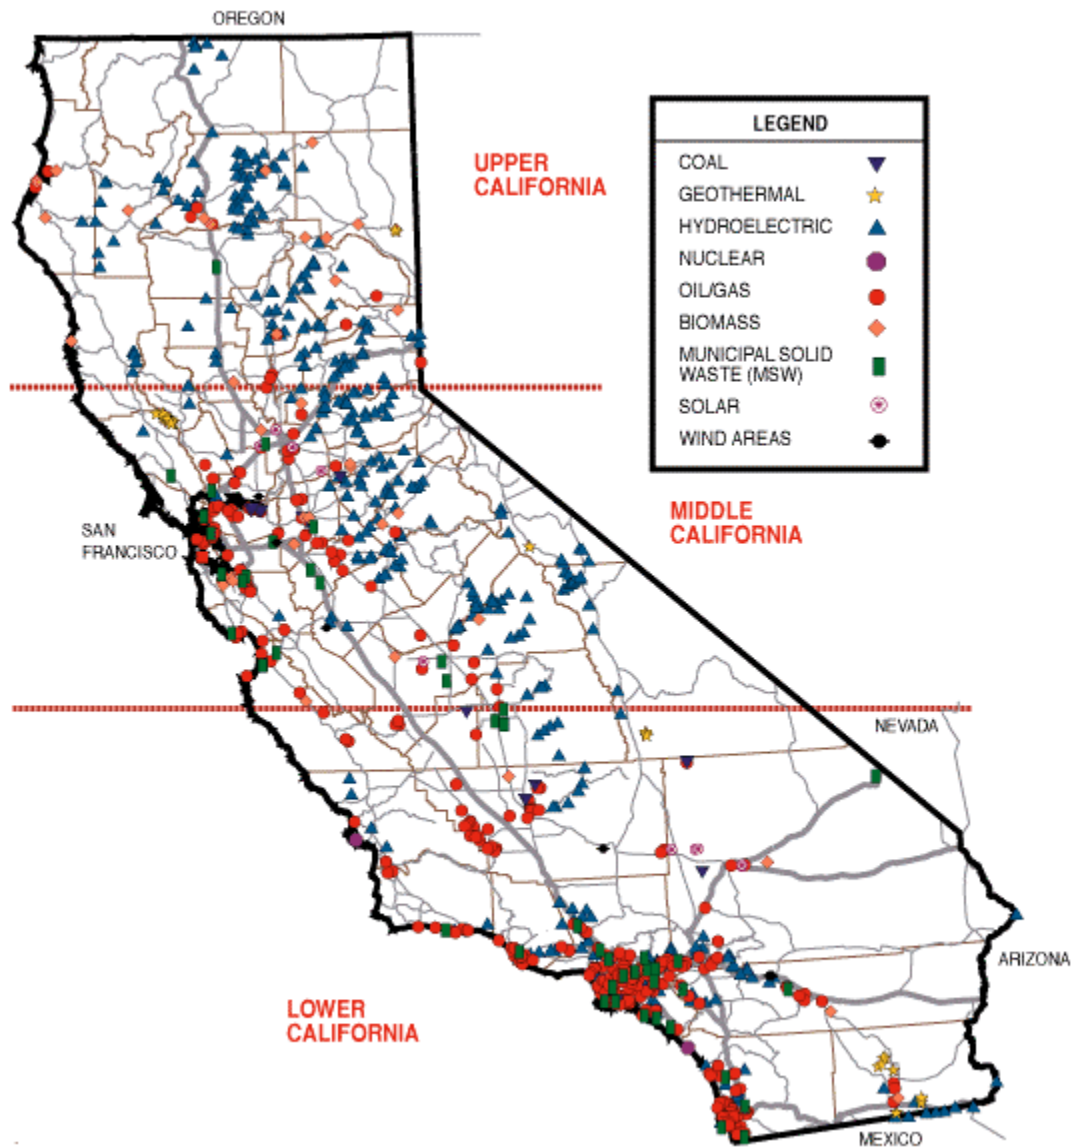 OREGON
LEGEND
COAL
GEOTHERMAL
HYDROELECTRIC
NUCLEAR
OIL/GAS
BIOMASS
MUNICIPAL SOLID
WASTE (MSW)
SOLAR
WIND AREAS
UPPER
CALIFORNIA
MIDDLE
CALIFORNIA
SAN
FRANCISCO
NEVADA
ARIZONA
LOWER
CALIFORNIA
MEXICO